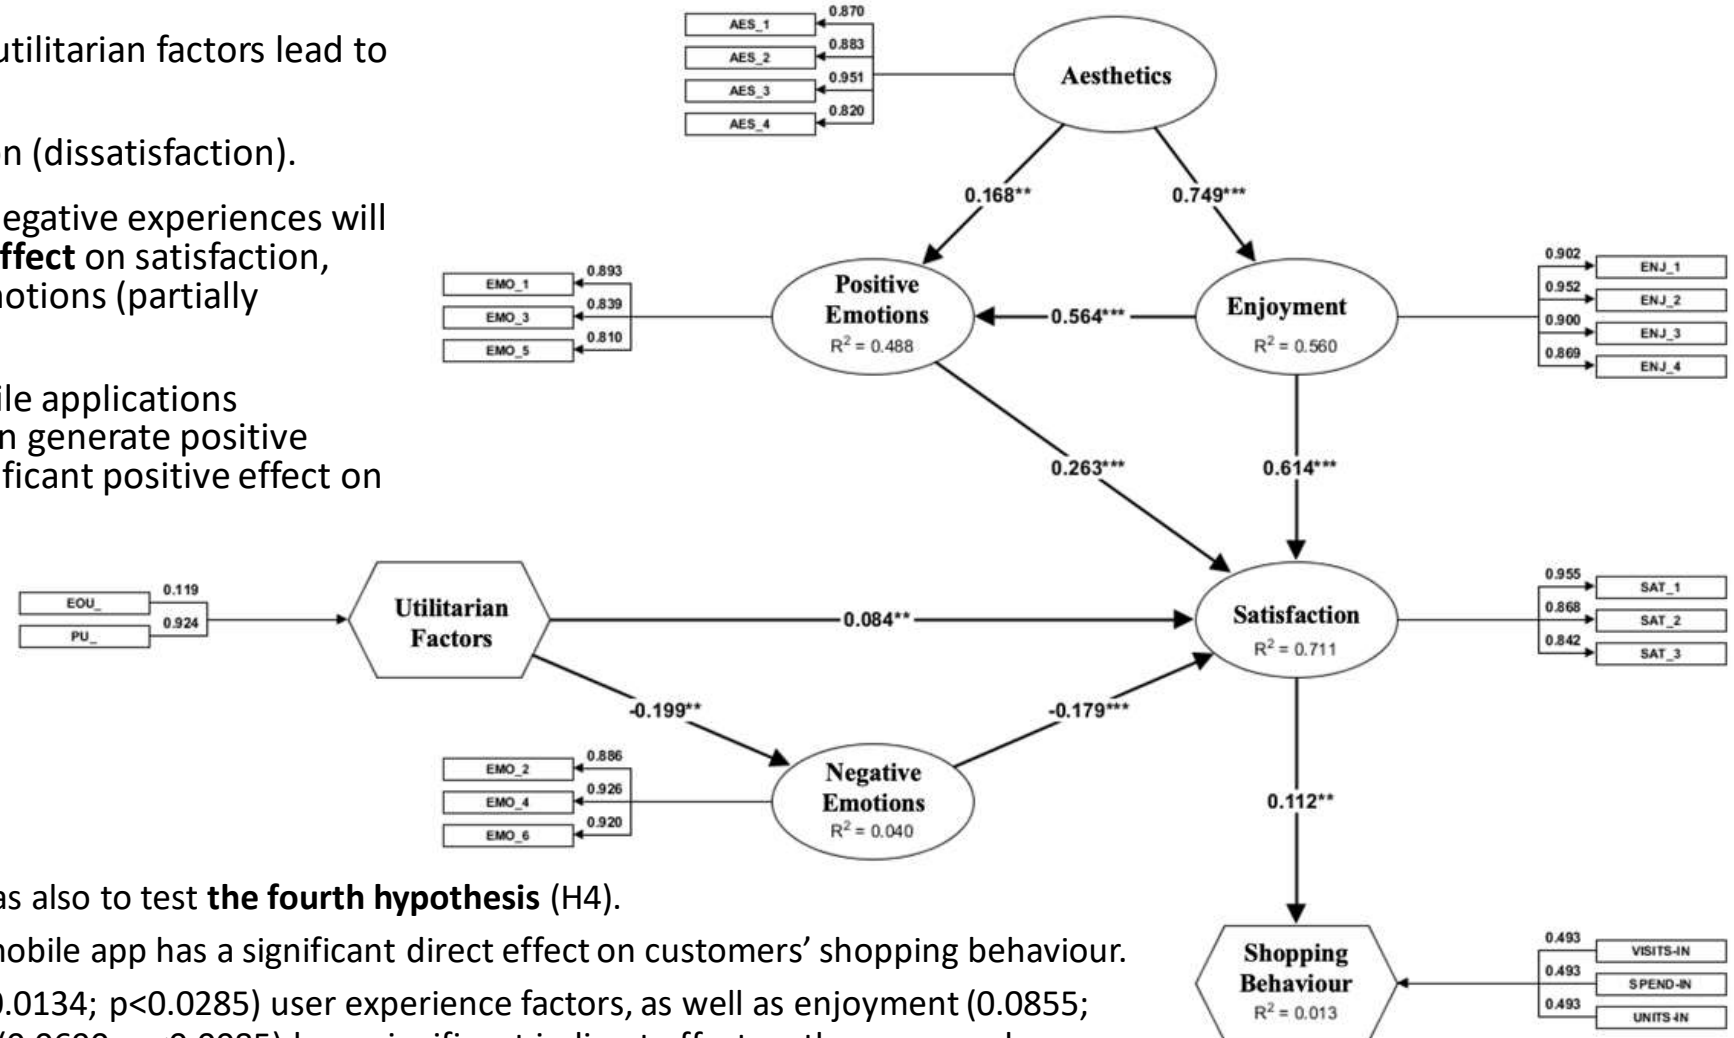 utilitarian factors lead to
n (dissatisfaction).
egative experiences will
ffect on satisfaction,
notions (partially
ile applications
n generate positive
ificant positive effect on
AES_1 0.870
AES_2 0.883
AES_3 0.951
AES_4 0.820
Aesthetics
0.168**
0.749***
EMO_1 0.893
EMO_3 0.839
EMO_5 0.810
Positive
Emotions
R² = 0.488
0.564***
Enjoyment
R² = 0.560
0.902 ENJ_1
0.952 ENJ_2
0.900 ENJ_3
0.869 ENJ_4
0.263***
0.614***
EOU_ 0.119
PU_ 0.924
Utilitarian
Factors
0.084**
Satisfaction
R² = 0.711
0.955 SAT_1
0.868 SAT_2
0.842 SAT_3
-0.199**
-0.179***
EMO_2 0.886
EMO_4 0.926
EMO_6 0.920
Negative
Emotions
R² = 0.040
0.112**
as also to test the fourth hypothesis (H4).
mobile app has a significant direct effect on customers’ shopping behaviour.
0.0134; p<0.0285) user experience factors, as well as enjoyment (0.0855;
Shopping
Behaviour
R² = 0.013
0.493 VISITS-IN
0.493 SPEND-IN
0.493 UNITS-IN